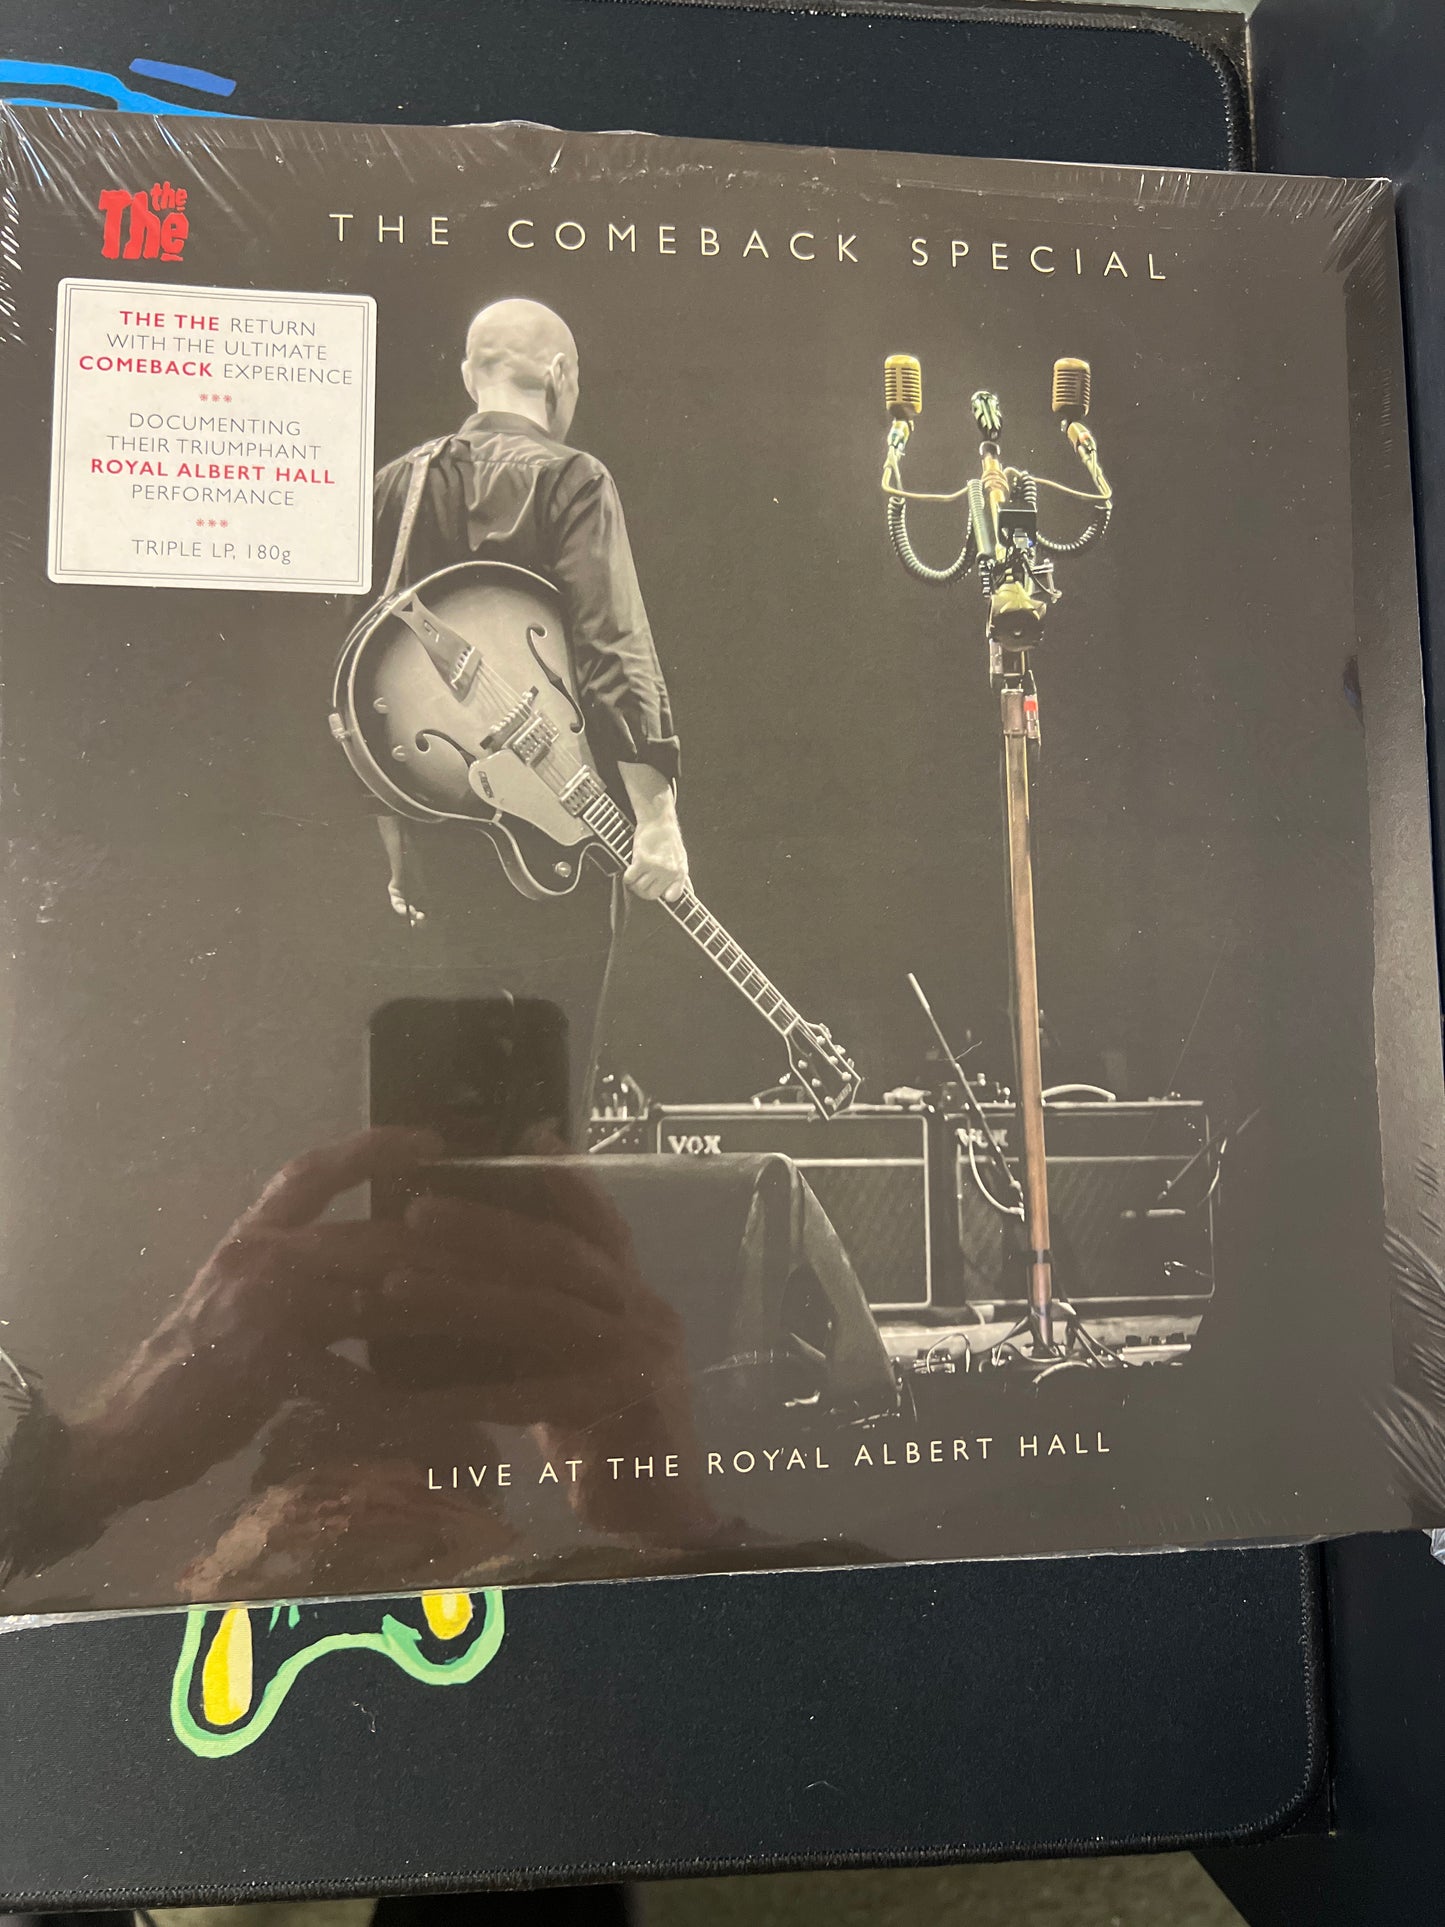 the
The
THE COMEBACK SPECIAL
THE THE RETURN
WITH THE ULTIMATE
COMEBACK EXPERIENCE
DOCUMENTING
THEIR TRIUMPHANT
ROYAL ALBERT HALL
PERFORMANCE
TRIPLE LP, 180g
VOX
VOX
LIVE AT THE ROYAL ALBERT HALL